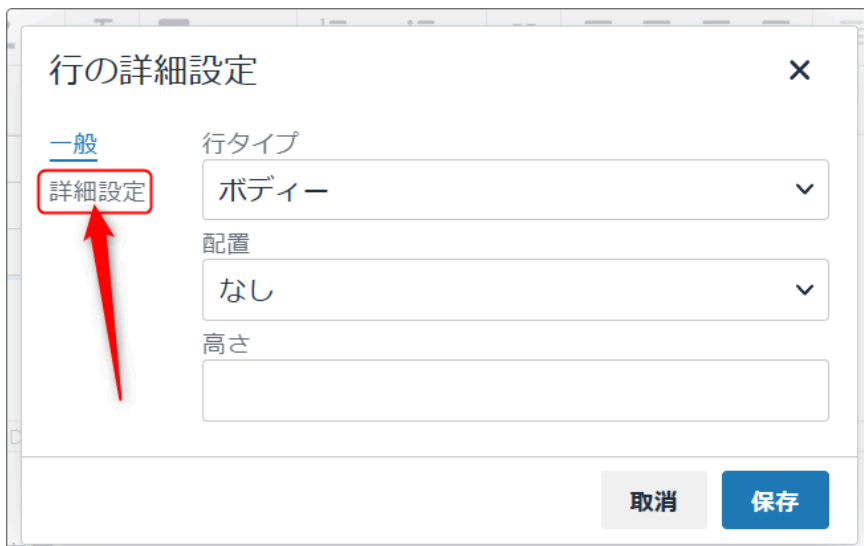 行の詳細設定
一般
詳細設定
行タイプ
ボディー
配置
なし
高さ
取消
保存